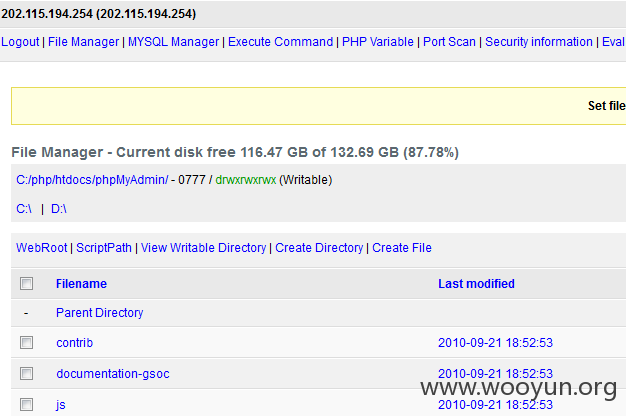 202.115.194.254 (202.115.194.254)
Logout | File Manager | MYSQL Manager | Execute Command | PHP Variable | Port Scan | Security information | Eval
Set file
File Manager - Current disk free 116.47 GB of 132.69 GB (87.78%)
C:/php/htdocs/phpMyAdmin/ - 0777 / drwxrwxrwx (Writable)
C:\ | D:\
WebRoot | ScriptPath | View Writable Directory | Create Directory | Create File
Filename Last modified
- Parent Directory
contrib 2010-09-21 18:52:53
documentation-gsoc 2010-09-21 18:52:53
js 2010-09-21 18:52:53
www.wooyun.org